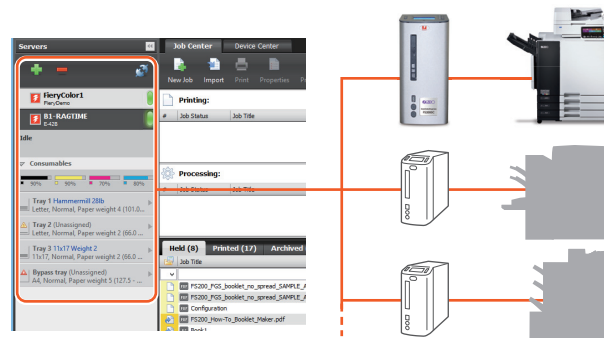 Servers
Job Center Device Center
New Job Import Print Properties
FieryColor1
FieryDemo
B1-RAGTIME
E-42B
Idle
Consumables
90% 90% 70% 80%
Tray 1 Hammermill 28lb
Letter, Normal, Paper weight 4 (101.0...
Tray 2 (Unassigned)
Letter, Normal, Paper weight 2 (66.0 ...
Tray 3 11x17 Weight 2
11x17, Normal, Paper weight 2 (66.0 ...
Bypass tray (Unassigned)
A4, Normal, Paper weight 5 (127.5 - ...
Printing:
# Job Status Job Title
Processing:
# Job Status Job Title
Held (8) Printed (17) Archived
Job Title
FS200_FGS_booklet_no_spread_SAMPLE_A
FS200_FGS_booklet_no_spread_SAMPLE_A
Configuration
FS200_How-To_Booklet_Maker.pdf
Book1